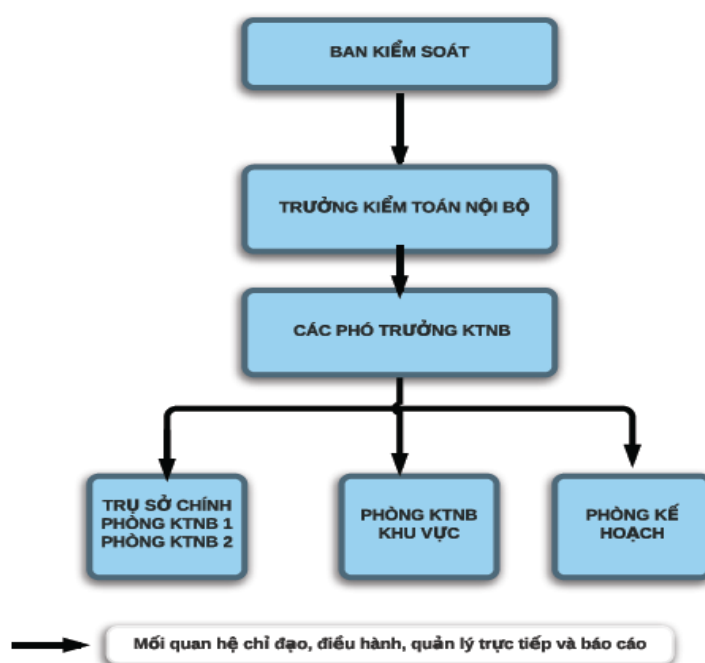 BAN KIỂM SOÁT
TRƯỞNG KIỂM TOÁN NỘI BỘ
CÁC PHÓ TRƯỞNG KTNB
TRỤ SỞ CHÍNH
PHÒNG KTNB 1
PHÒNG KTNB 2
PHÒNG KTNB
KHU VỰC
PHÒNG KẾ
HOẠCH
Mối quan hệ chỉ đạo, điều hành, quản lý trực tiếp và báo cáo